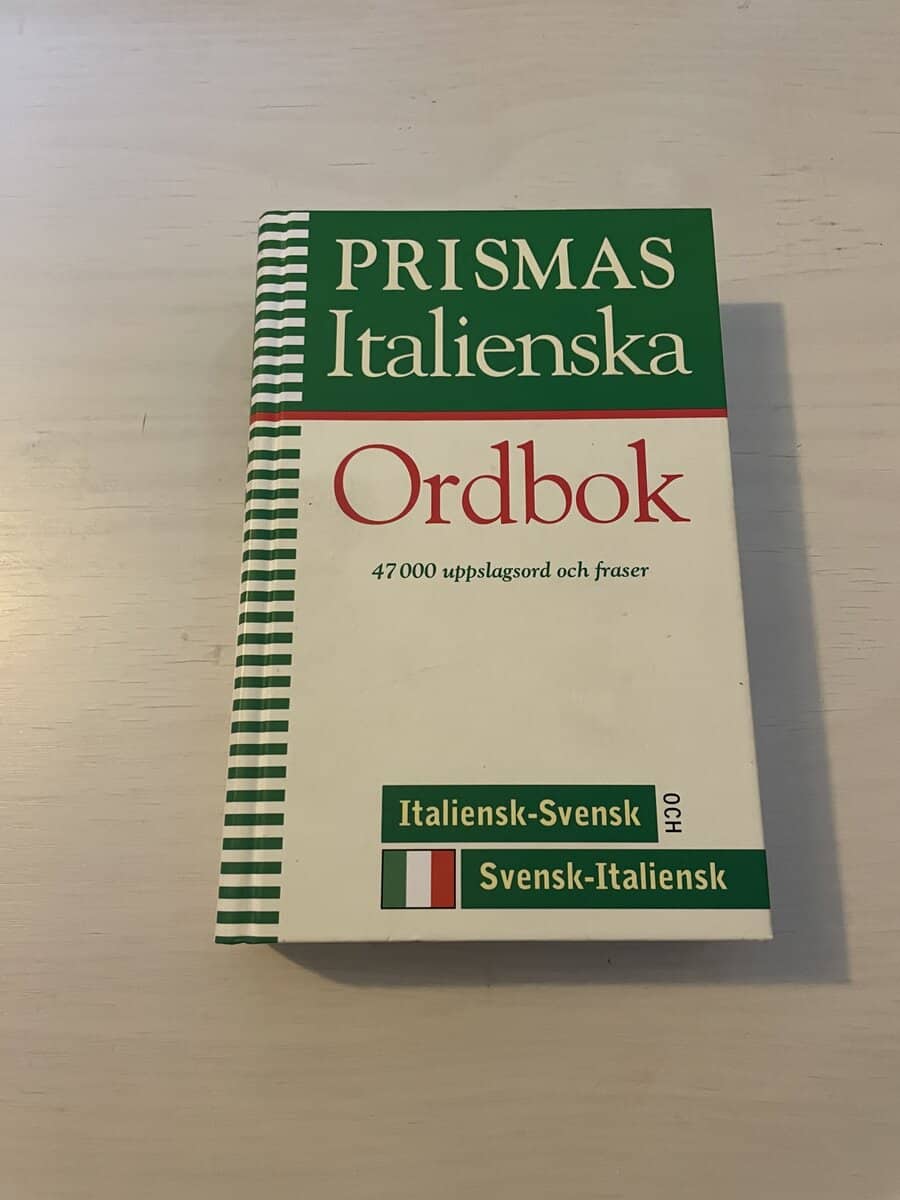 PRISMAS
Italienska
Ordbok
47 000 uppslagsord och fraser
Italiensk-Svensk
OCH
Svensk-Italiensk